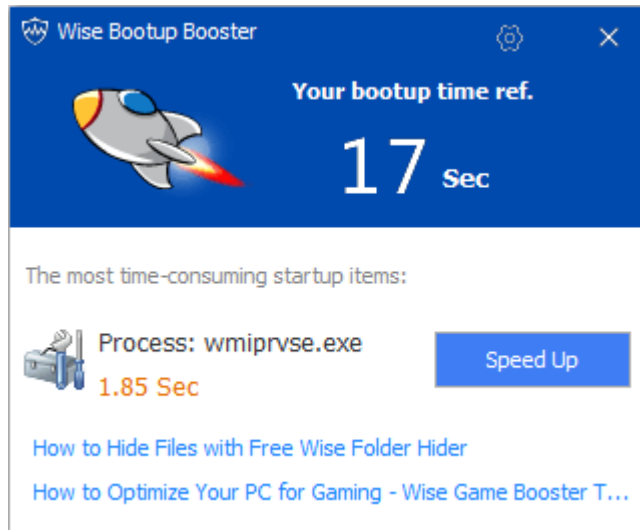 Wise Bootup Booster
Your bootup time ref.
17 Sec
The most time-consuming startup items:
Process: wmiprvse.exe
Speed Up
1.85 Sec
How to Hide Files with Free Wise Folder Hider
How to Optimize Your PC for Gaming - Wise Game Booster T...